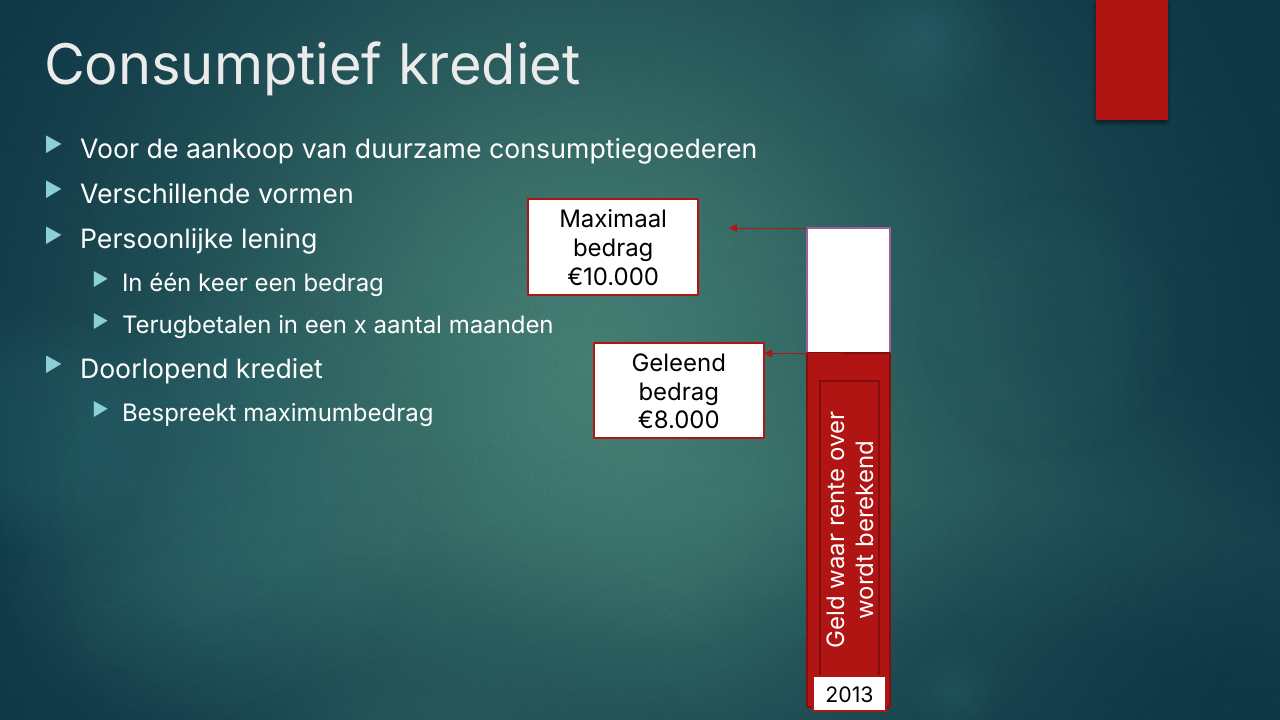 Consumptief krediet
Voor de aankoop van duurzame consumptiegoederen
Verschillende vormen
Persoonlijke lening
In één keer een bedrag
Terugbetalen in een x aantal maanden
Doorlopend krediet
Bespreekt maximumbedrag
Maximaal
bedrag
€10.000
Geleend
bedrag
€8.000
Geld waar rente over
wordt berekend
2013